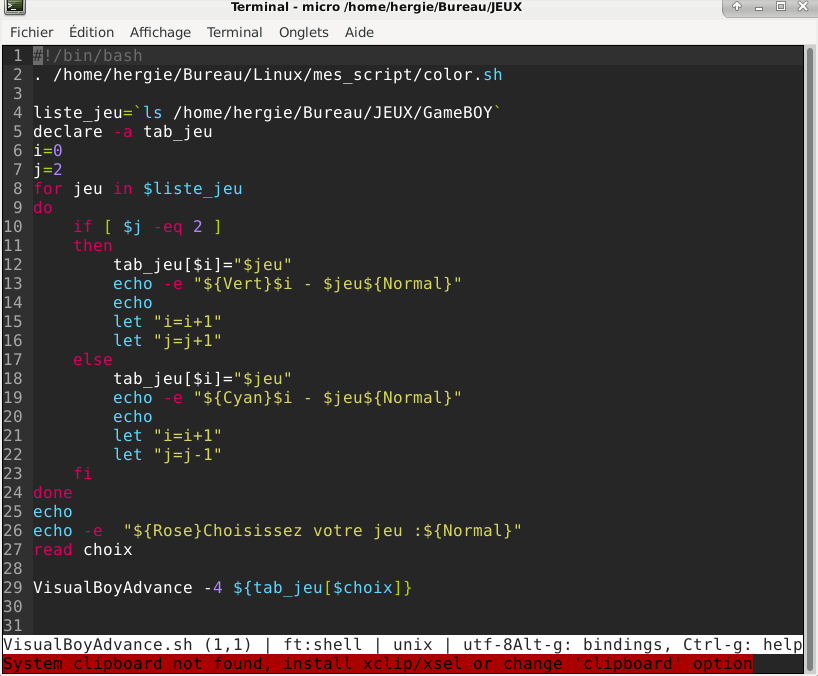 Terminal - micro /home/hergie/Bureau/JEUX
Fichier Édition Affichage Terminal Onglets Aide
1 #!/bin/bash
2 . /home/hergie/Bureau/Linux/mes_script/color.sh
3
4 liste_jeu=`ls /home/hergie/Bureau/JEUX/GameBOY`
5 declare -a tab_jeu
6 i=0
7 j=2
8 for jeu in $liste_jeu
9 do
10     if [ $j -eq 2 ]
11     then
12         tab_jeu[$i]="$jeu"
13         echo -e "${Vert}$i - $jeu${Normal}"
14         echo
15         let "i=i+1"
16         let "j=j+1"
17     else
18         tab_jeu[$i]="$jeu"
19         echo -e "${Cyan}$i - $jeu${Normal}"
20         echo
21         let "i=i+1"
22         let "j=j-1"
23     fi
24 done
25 echo
26 echo -e  "${Rose}Choisissez votre jeu :${Normal}"
27 read choix
28
29 VisualBoyAdvance -4 ${tab_jeu[$choix]}
30
31
VisualBoyAdvance.sh (1,1) | ft:shell | unix | utf-8Alt-g: bindings, Ctrl-g: help
System clipboard not found, install xclip/xsel or change 'clipboard' option